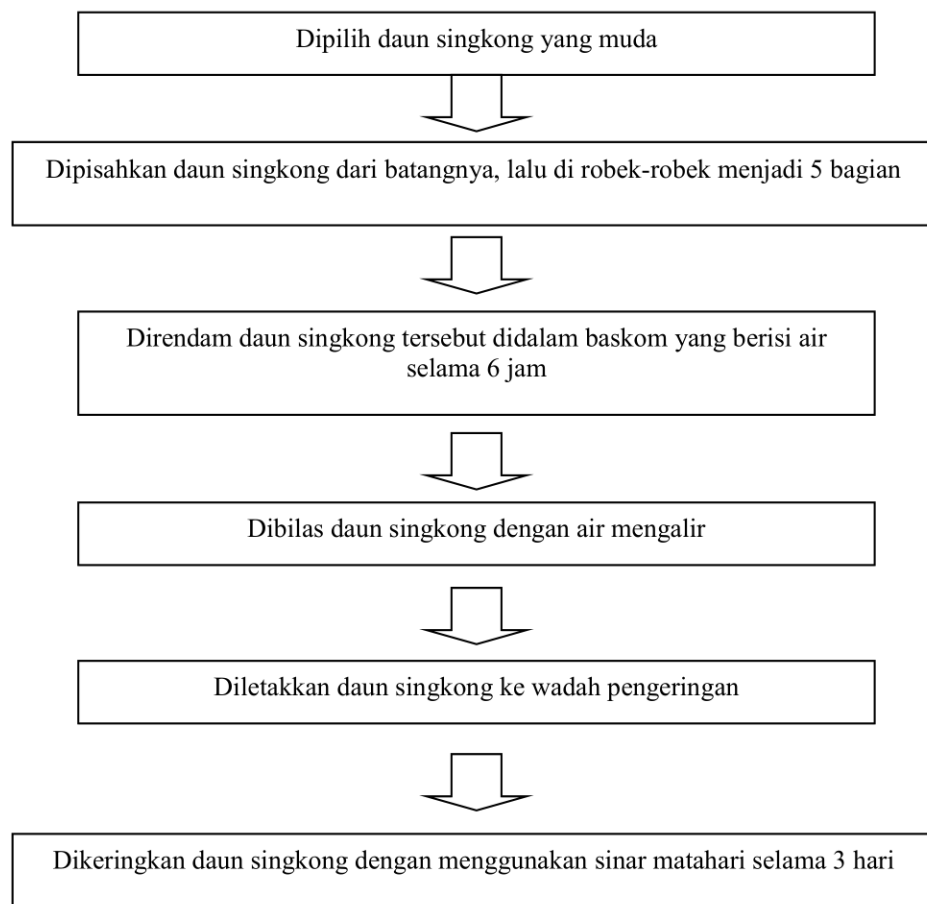 Dipilih daun singkong yang muda
Dipisahkan daun singkong dari batangnya, lalu di robek-robek menjadi 5 bagian
Direndam daun singkong tersebut didalam baskom yang berisi air
selama 6 jam
Dibilas daun singkong dengan air mengalir
Diletakkan daun singkong ke wadah pengeringan
Dikeringkan daun singkong dengan menggunakan sinar matahari selama 3 hari